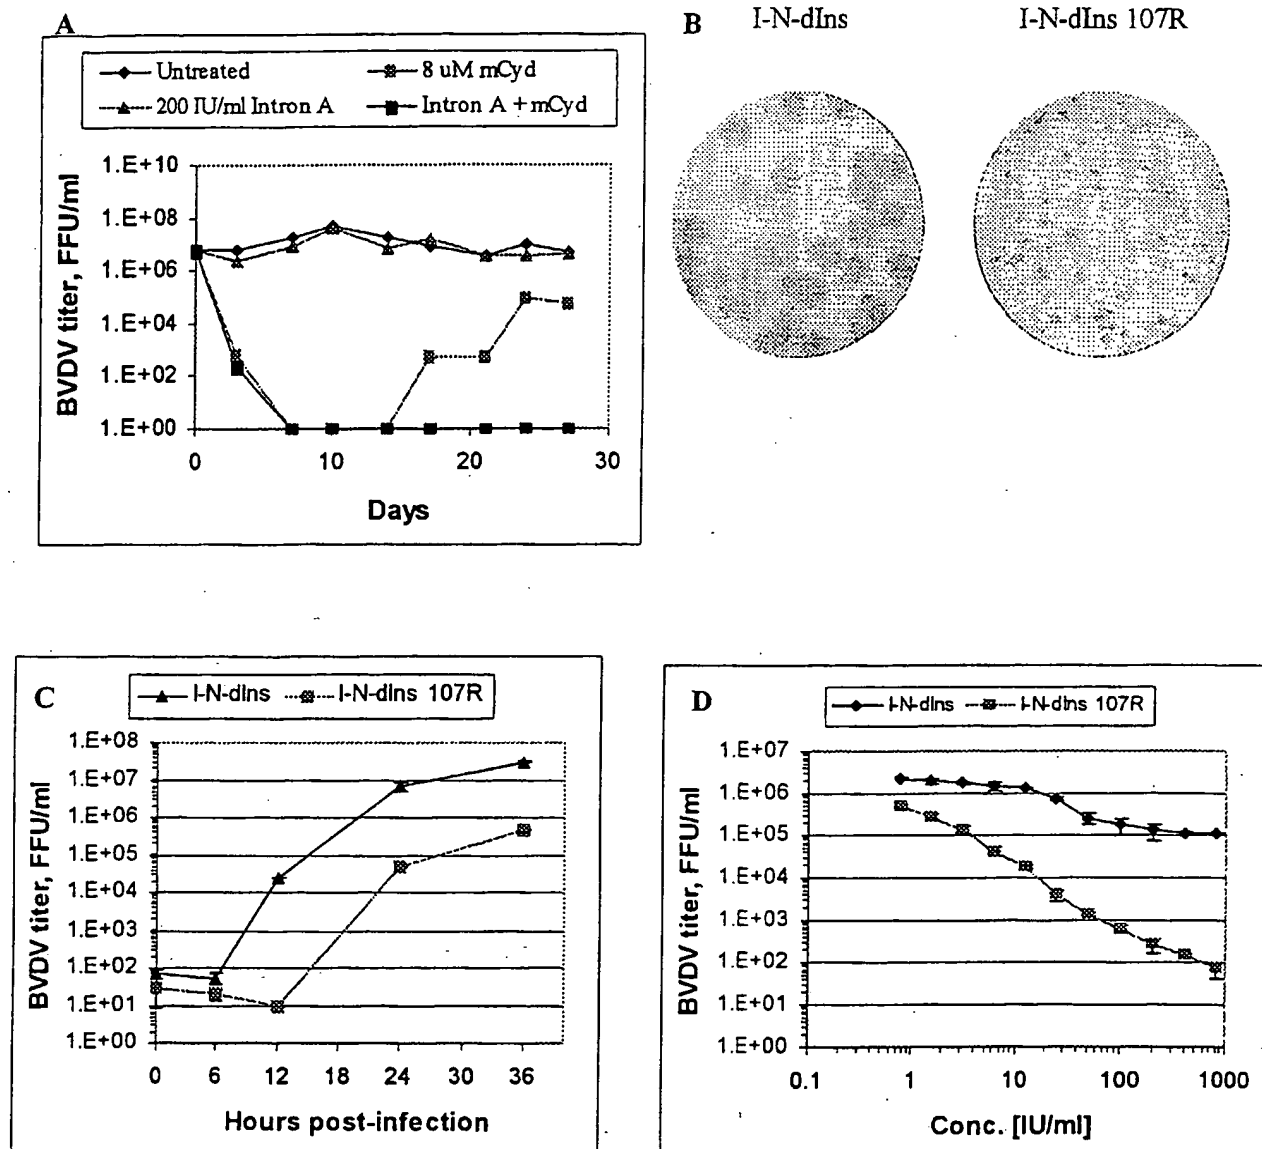 A
Untreated
8 uM mCyd
200 IU/ml Intron A
Intron A + mCyd
BVDV titer, FFU/ml
1.E+10
1.E+08
1.E+06
1.E+04
1.E+02
1.E+00
0
10
20
30
Days
B
I-N-dIns
I-N-dIns 107R
C
I-N-dIns
I-N-dIns 107R
BVDV titer, FFU/ml
1.E+08
1.E+07
1.E+06
1.E+05
1.E+04
1.E+03
1.E+02
1.E+01
1.E+00
0
6
12
18
24
30
36
Hours post-infection
D
I-N-dIns
I-N-dIns 107R
BVDV titer, FFU/ml
1.E+07
1.E+06
1.E+05
1.E+04
1.E+03
1.E+02
1.E+01
1.E+00
0.1
1
10
100
1000
Conc. [IU/ml]